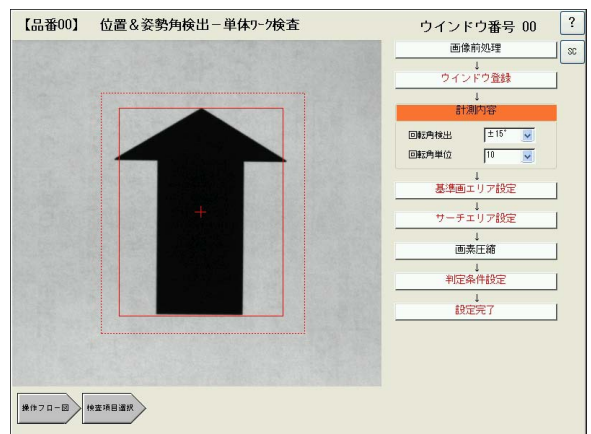 【品番00】 位置＆姿勢角検出－単体ﾜｰｸ検査
ウインドウ番号 00
?
SC
画像前処理
↓
ウインドウ登録
↓
計測内容
回転角検出 ±15°
回転角単位 10
↓
基準画エリア設定
↓
サーチエリア設定
↓
画素圧縮
↓
判定条件設定
↓
設定完了
操作フロー図
検査項目選択